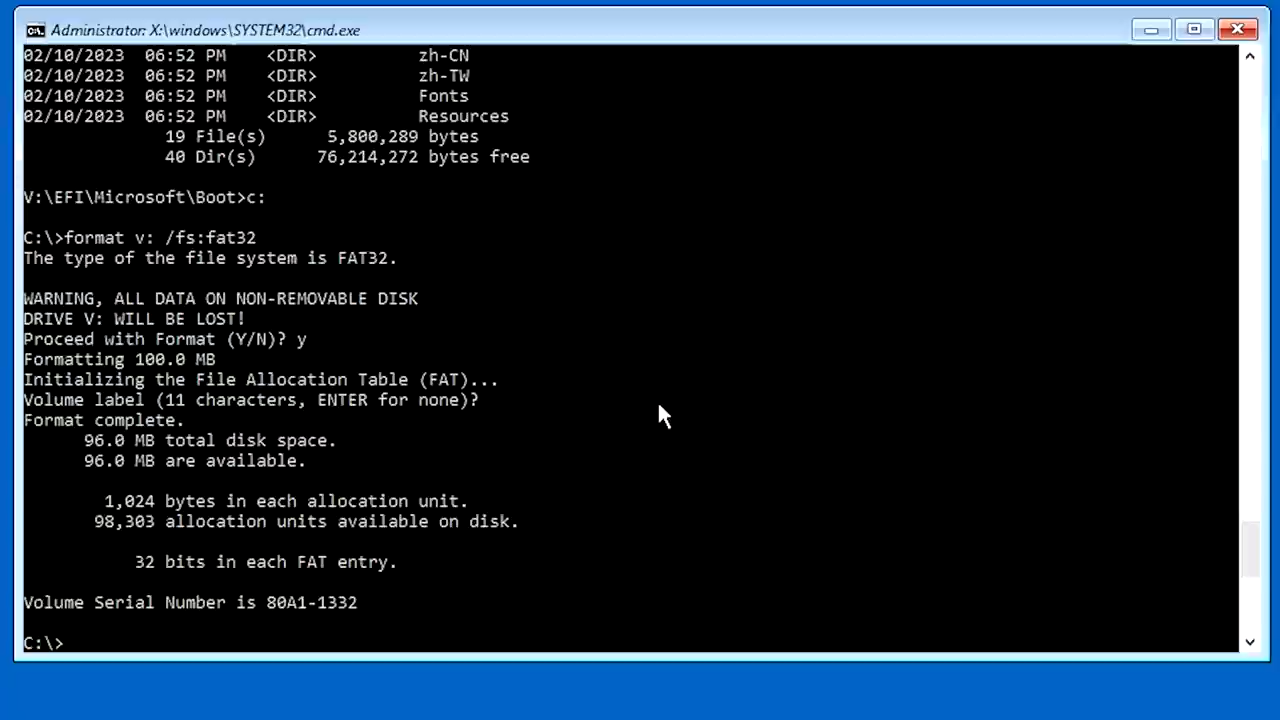 Administrator: X:\windows\SYSTEM32\cmd.exe
02/10/2023  06:52 PM    <DIR>          zh-CN
02/10/2023  06:52 PM    <DIR>          zh-TW
02/10/2023  06:52 PM    <DIR>          Fonts
02/10/2023  06:52 PM    <DIR>          Resources
              19 File(s)      5,800,289 bytes
              40 Dir(s)      76,214,272 bytes free
V:\EFI\Microsoft\Boot>c:
C:\>format v: /fs:fat32
The type of the file system is FAT32.
WARNING, ALL DATA ON NON-REMOVABLE DISK
DRIVE V: WILL BE LOST!
Proceed with Format (Y/N)? y
Formatting 100.0 MB
Initializing the File Allocation Table (FAT)...
Volume label (11 characters, ENTER for none)?
Format complete.
      96.0 MB total disk space.
      96.0 MB are available.
        1,024 bytes in each allocation unit.
       98,303 allocation units available on disk.
           32 bits in each FAT entry.
Volume Serial Number is 80A1-1332
C:\>